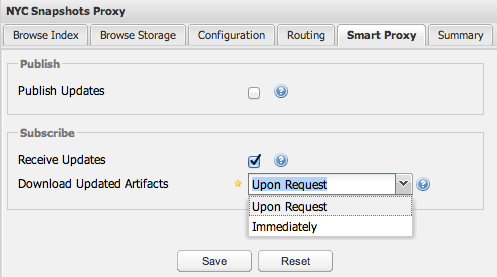 NYC Snapshots Proxy
Browse Index Browse Storage Configuration Routing Smart Proxy Summary
Publish
Publish Updates
Subscribe
Receive Updates
Download Updated Artifacts Upon Request
Upon Request
Immediately
Save Reset